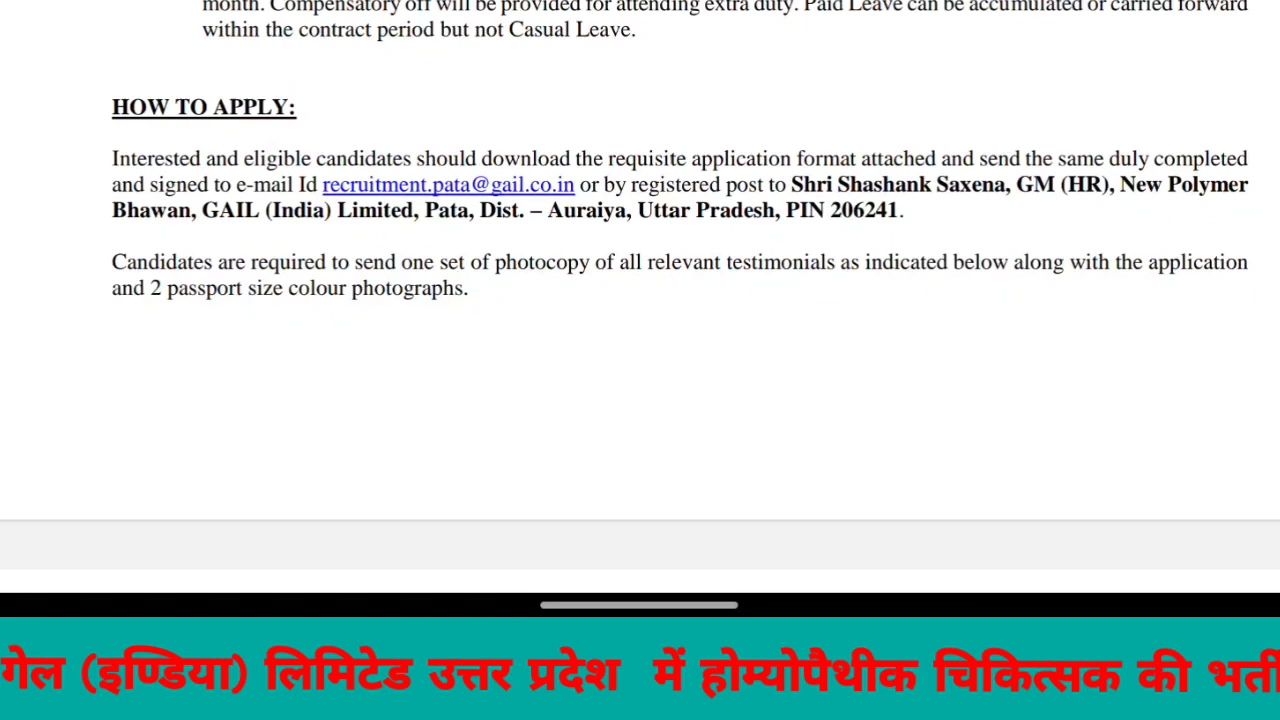 month. Compensatory off will be provided for attending extra duty. Paid Leave can be accumulated or carried forward
within the contract period but not Casual Leave.
HOW TO APPLY:
Interested and eligible candidates should download the requisite application format attached and send the same duly completed
and signed to e-mail Id recruitment.pata@gail.co.in or by registered post to Shri Shashank Saxena, GM (HR), New Polymer
Bhawan, GAIL (India) Limited, Pata, Dist. – Auraiya, Uttar Pradesh, PIN 206241.
Candidates are required to send one set of photocopy of all relevant testimonials as indicated below along with the application
and 2 passport size colour photographs.
गेल (इण्डिया) लिमिटेड उत्तर प्रदेश में होम्योपैथीक चिकित्सक की भर्ती